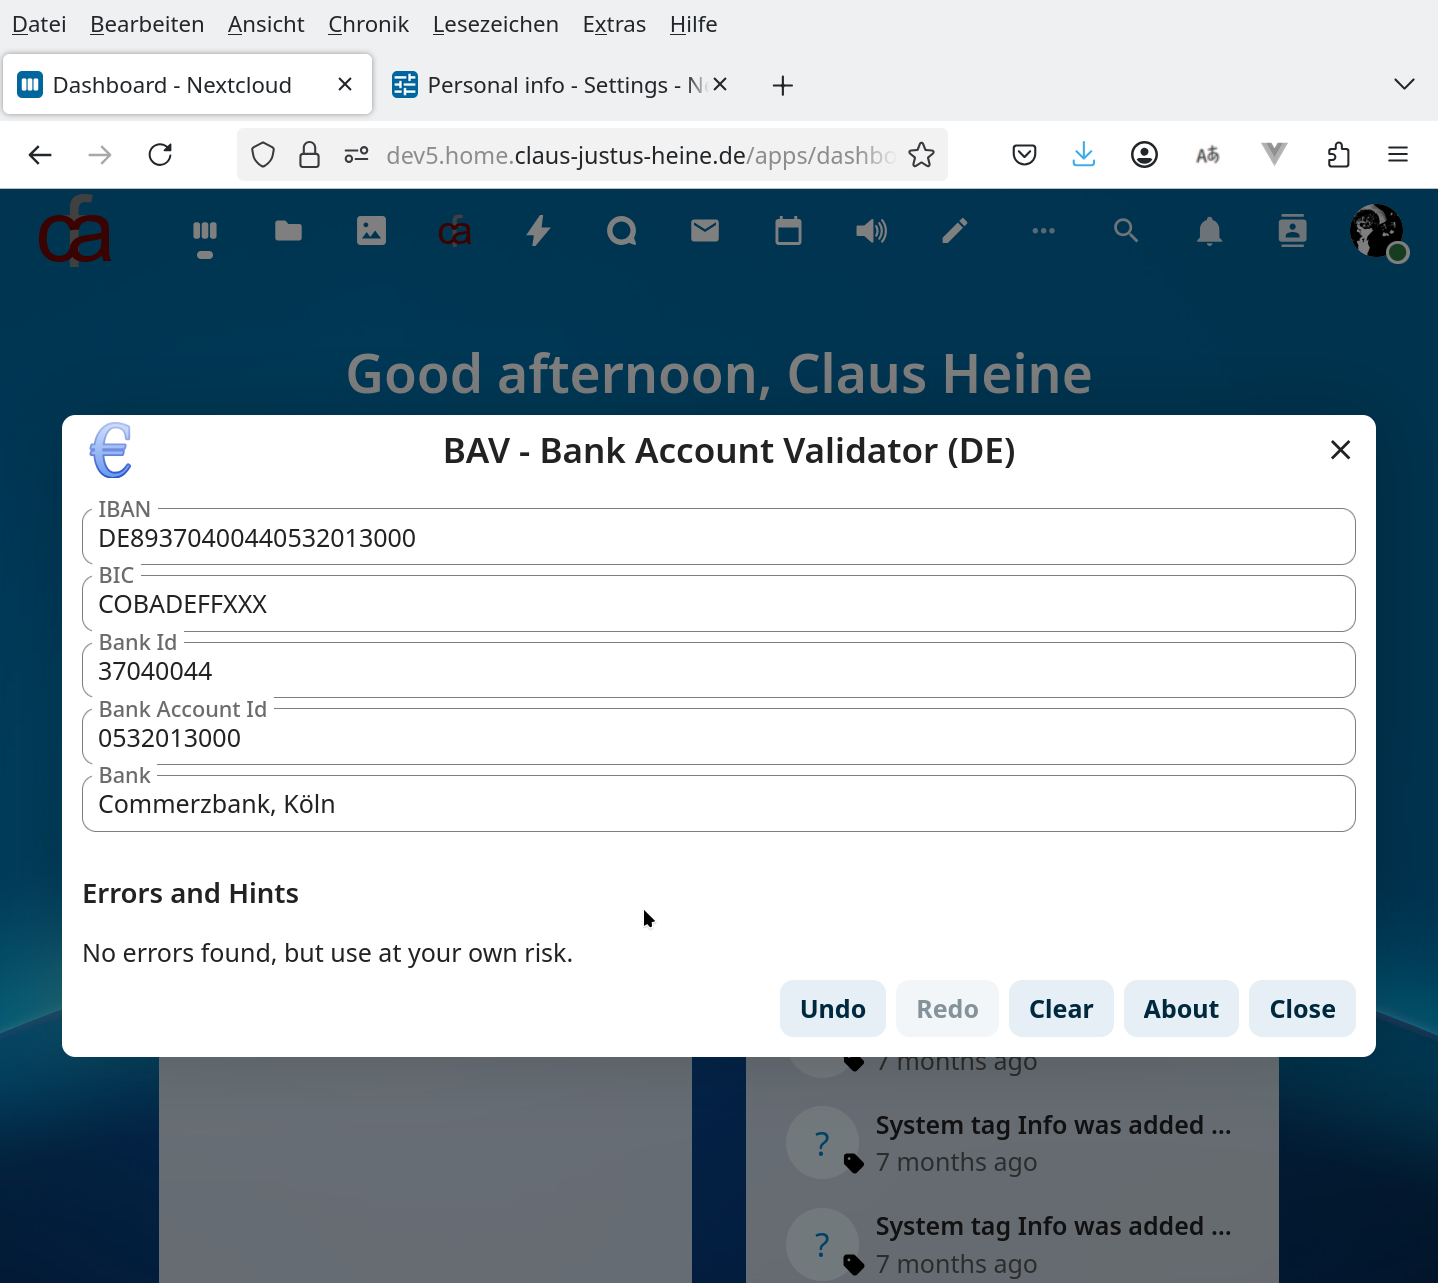 Datei Bearbeiten Ansicht Chronik Lesezeichen Extras Hilfe
Dashboard - Nextcloud
Personal info - Settings - N
dev5.home.claus-justus-heine.de/apps/dashbo
cfa
cfa
Good afternoon, Claus Heine
BAV - Bank Account Validator (DE)
IBAN
DE89370400440532013000
BIC
COBADEFFXXX
Bank Id
37040044
Bank Account Id
0532013000
Bank
Commerzbank, Köln
Errors and Hints
No errors found, but use at your own risk.
Undo Redo Clear About Close
7 months ago
System tag Info was added ...
7 months ago
System tag Info was added ...
7 months ago